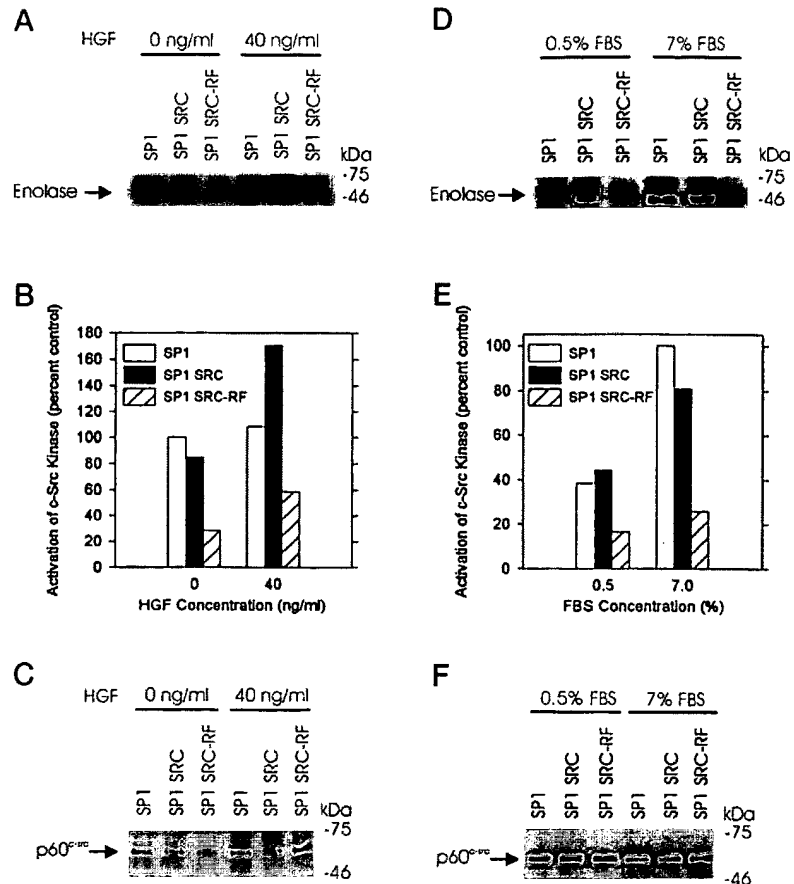 A
HGF 0 ng/ml 40 ng/ml
SP1 SP1 SRC SP1 SRC-RF SP1 SP1 SRC SP1 SRC-RF
kDa
-75
Enolase
-46
D
0.5% FBS 7% FBS
SP1 SP1 SRC SP1 SRC-RF SP1 SP1 SRC SP1 SRC-RF
kDa
-75
Enolase
-46
B
Activation of c-Src Kinase (percent control)
180
160
140
120
100
80
60
40
20
0
SP1
SP1 SRC
SP1 SRC-RF
0 40
HGF Concentration (ng/ml)
E
Activation of c-Src Kinase (percent control)
100
80
60
40
20
0
SP1
SP1 SRC
SP1 SRC-RF
0.5 7.0
FBS Concentration (%)
C
HGF 0 ng/ml 40 ng/ml
SP1 SP1 SRC SP1 SRC-RF SP1 SP1 SRC SP1 SRC-RF
kDa
-75
p60c-src
-46
F
0.5% FBS 7% FBS
SP1 SP1 SRC SP1 SRC-RF SP1 SP1 SRC SP1 SRC-RF
kDa
-75
p60c-src
-46